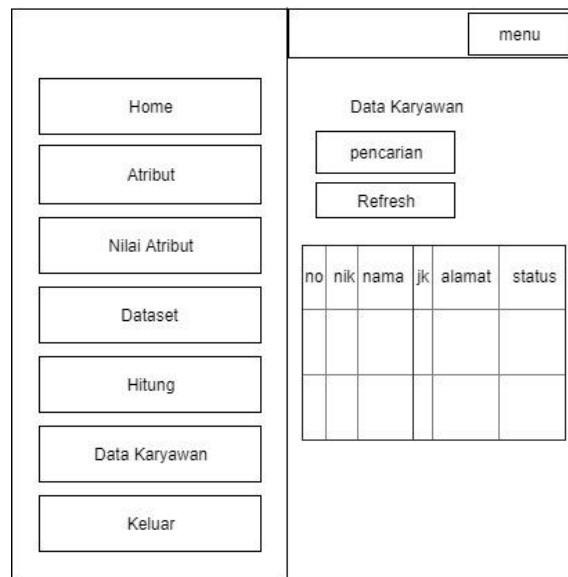 menu
Home
Atribut
Nilai Atribut
Dataset
Hitung
Data Karyawan
Keluar
Data Karyawan
pencarian
Refresh
no nik nama jk alamat status